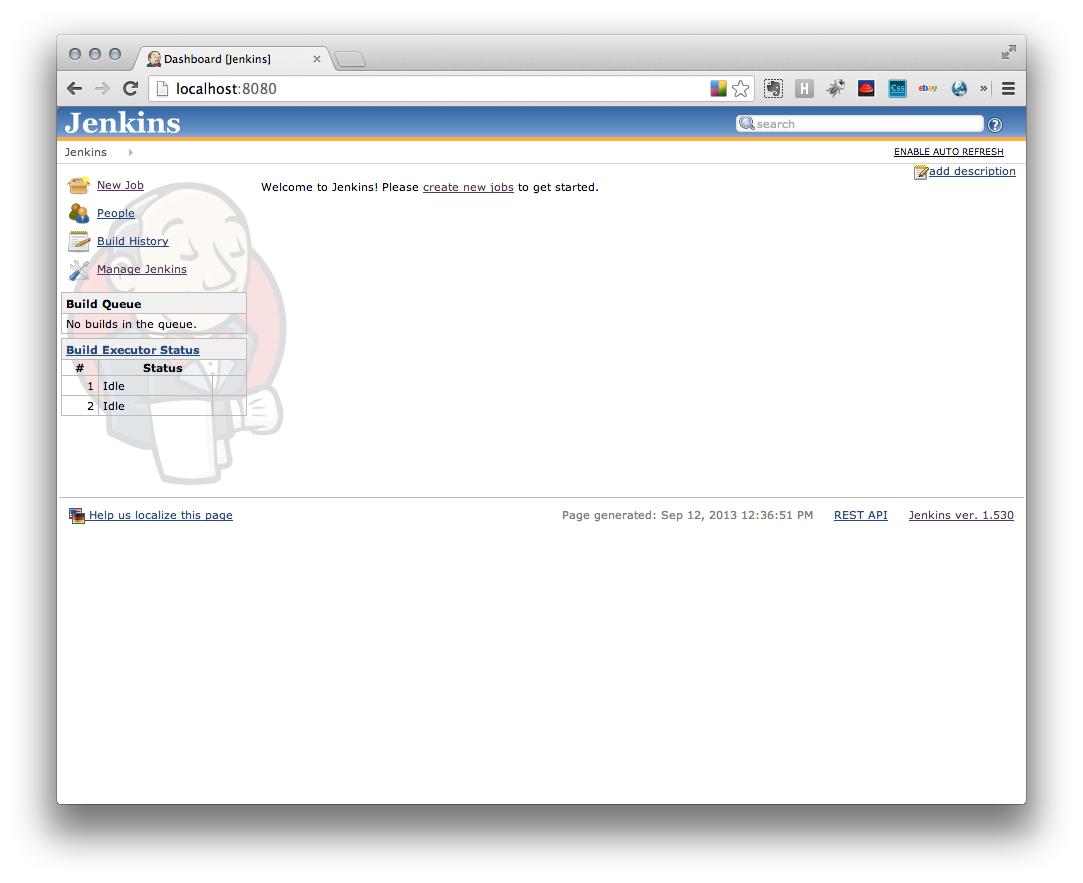 Dashboard [Jenkins]
localhost:8080
H
Css
ebay
»
Jenkins
search
?
Jenkins
ENABLE AUTO REFRESH
add description
New Job
People
Build History
Manage Jenkins
Welcome to Jenkins! Please create new jobs to get started.
Build Queue
No builds in the queue.
Build Executor Status
# Status
1 Idle
2 Idle
Help us localize this page
Page generated: Sep 12, 2013 12:36:51 PM REST API Jenkins ver. 1.530